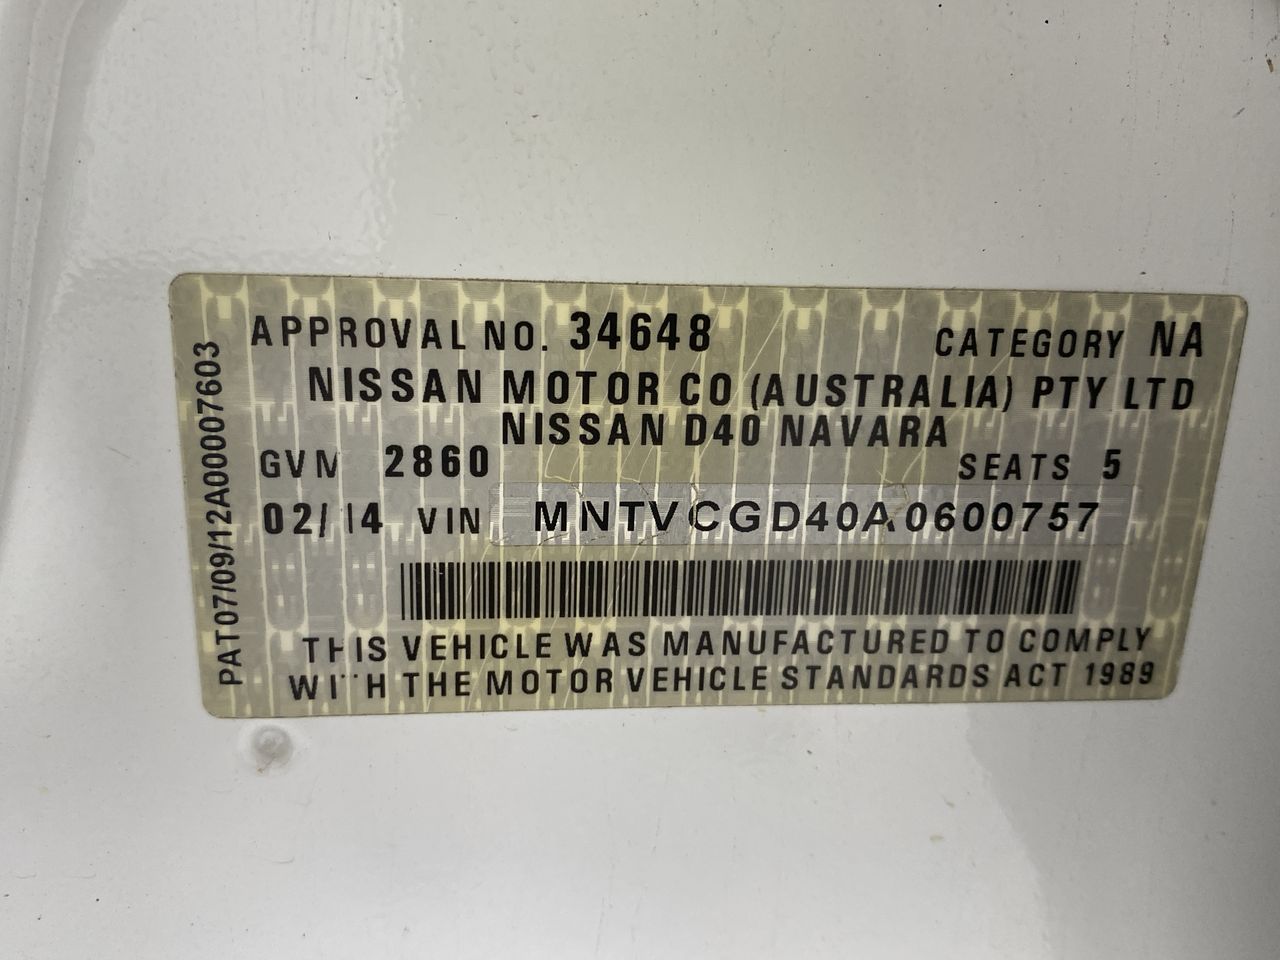 APPROVAL NO. 34648 CATEGORY NA
NISSAN MOTOR CO (AUSTRALIA) PTY LTD
NISSAN D40 NAVARA
GVM 2860 SEATS 5
02/14 VIN MNTVCGD40A0600757
THIS VEHICLE WAS MANUFACTURED TO COMPLY
WITH THE MOTOR VEHICLE STANDARDS ACT 1989
PAT07/09/12A00007603